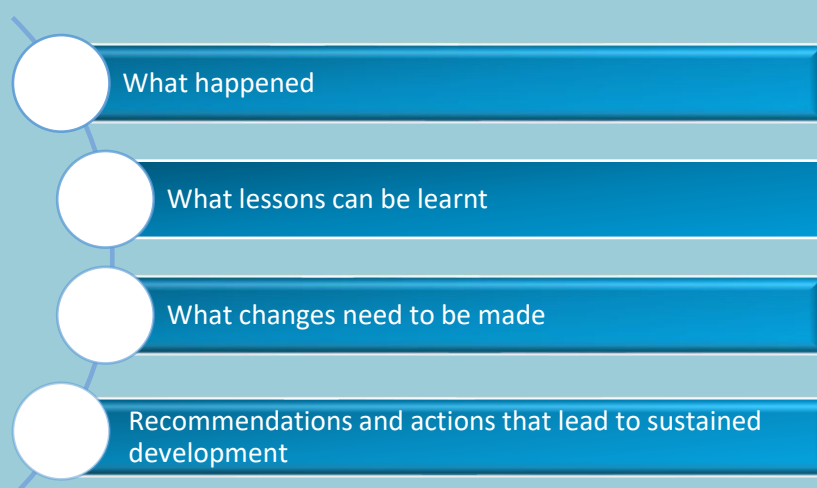 What happened
What lessons can be learnt
What changes need to be made
Recommendations and actions that lead to sustained
development